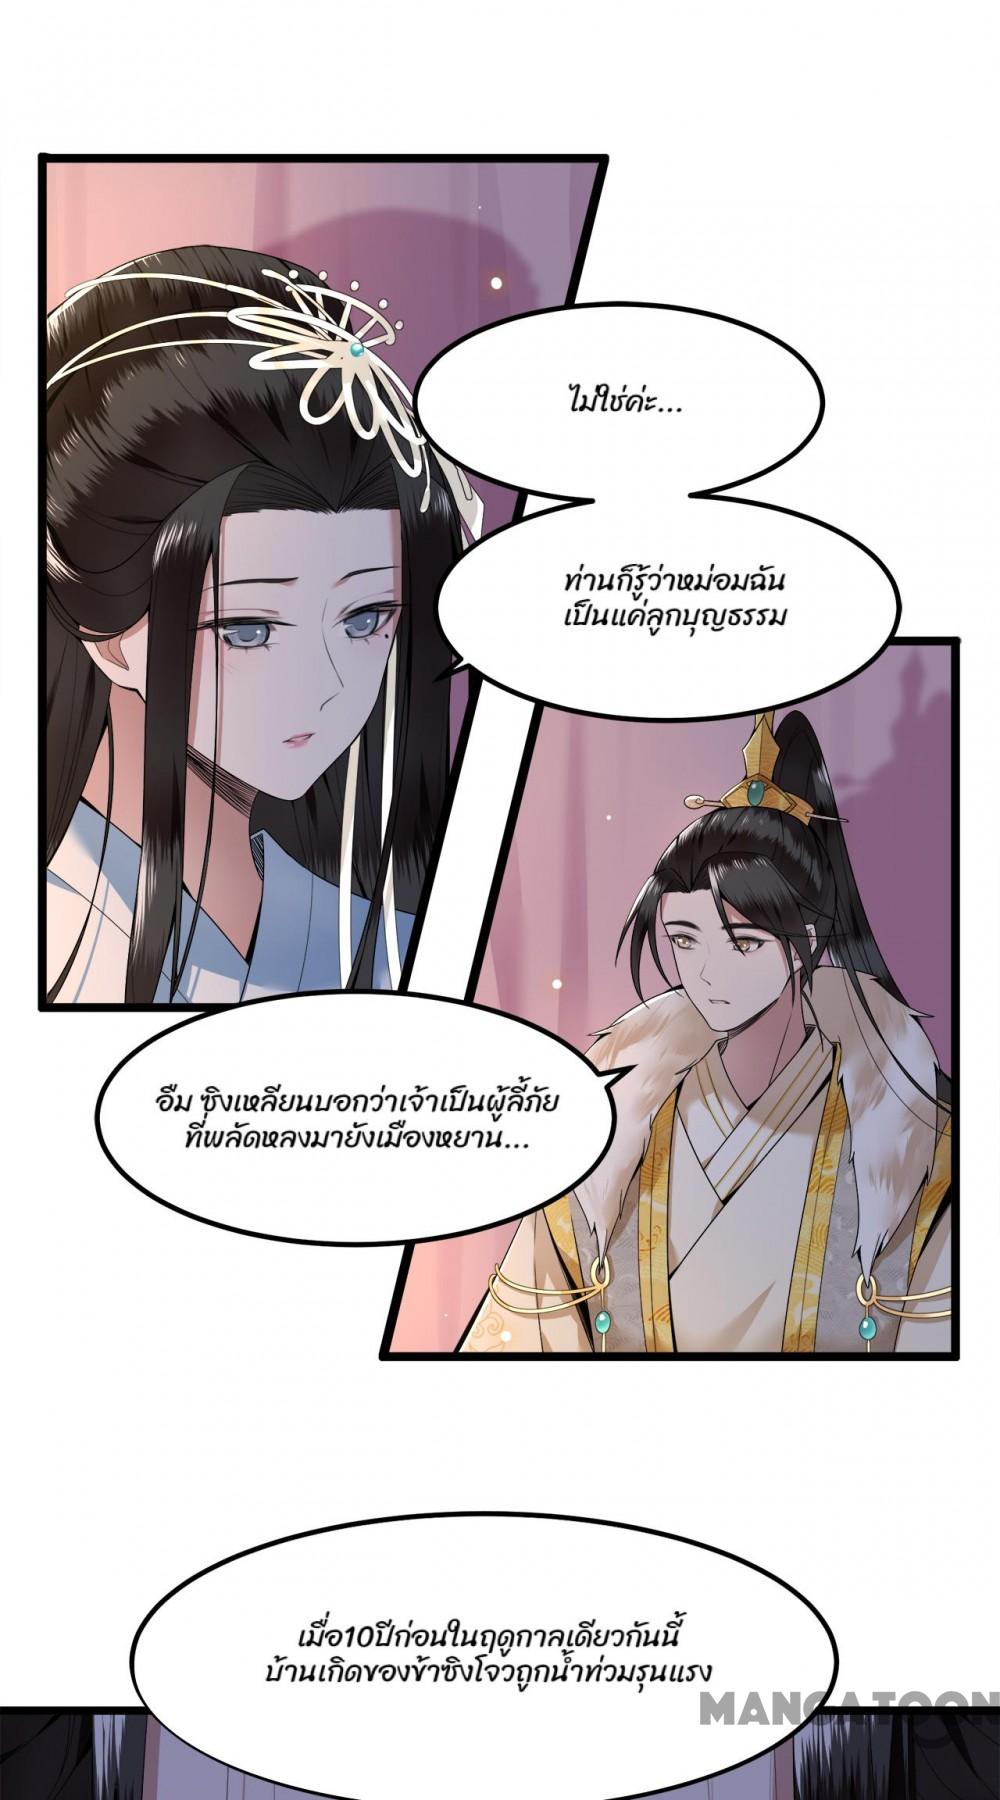 ไม่ใช่ค่ะ...
ท่านก็รู้ว่าหม่อมฉัน
เป็นแค่ลูกบุญธรรม
อืม ซิงเหลียนบอกว่าเจ้าเป็นผู้ลี้ภัย
ที่พลัดหลงมายังเมืองหยาน...
เมื่อ10ปีก่อนในฤดูกาลเดียวกันนี้
บ้านเกิดของข้าซิงโจวถูกน้ำท่วมรุนแรง
MANGATOON